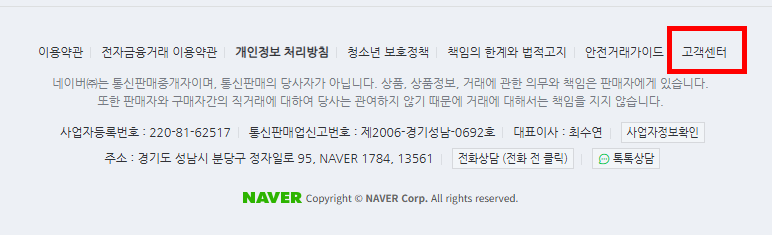 이용약관 전자금융거래 이용약관 개인정보 처리방침 청소년 보호정책 책임의 한계와 법적고지 안전거래가이드 고객센터
네이버㈜는 통신판매중개자이며, 통신판매의 당사자가 아닙니다. 상품, 상품정보, 거래에 관한 의무와 책임은 판매자에게 있습니다.
또한 판매자와 구매자간의 직거래에 대하여 당사는 관여하지 않기 때문에 거래에 대해서는 책임을 지지 않습니다.
사업자등록번호 : 220-81-62517 통신판매업신고번호 : 제2006-경기성남-0692호 대표이사 : 최수연 사업자정보확인
주소 : 경기도 성남시 분당구 정자일로 95, NAVER 1784, 13561 전화상담 (전화 전 클릭) 톡톡상담
NAVER Copyright © NAVER Corp. All rights reserved.